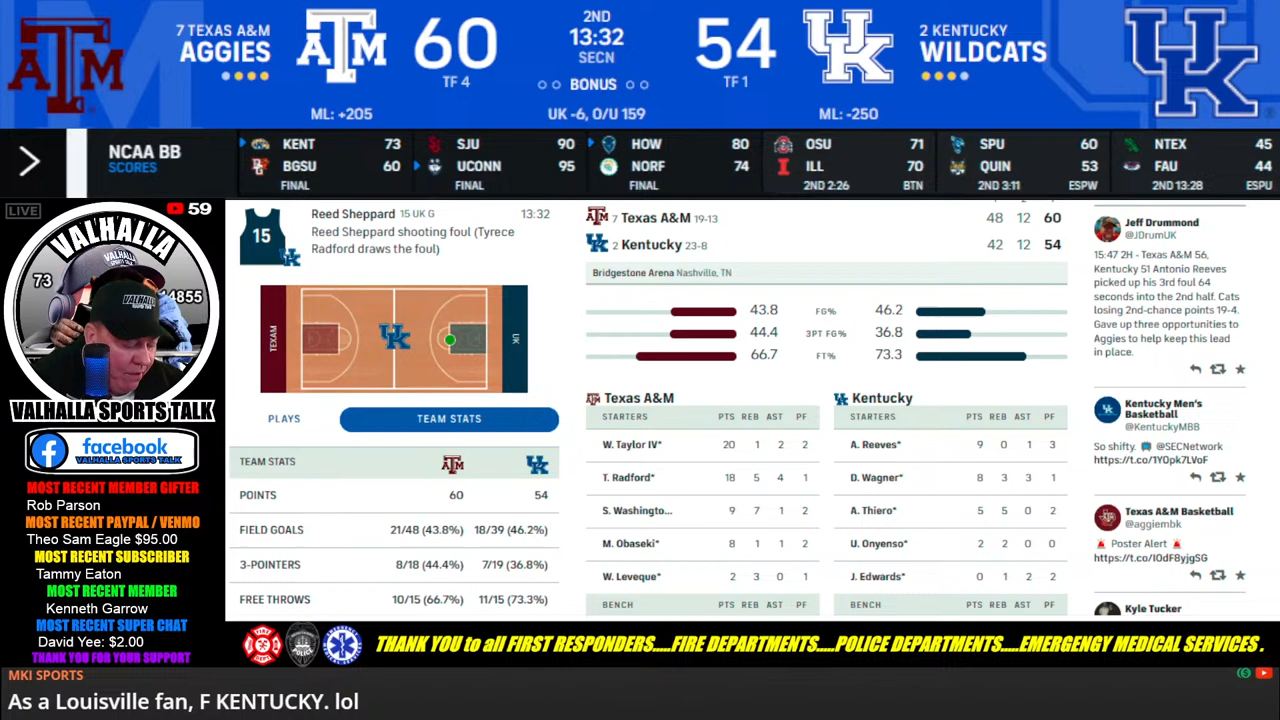 7 TEXAS A&M
AGGIES
ATM
60
TF 4
2ND
13:32
SECN
BONUS
54
TF 1
UK
2 KENTUCKY
WILDCATS
ML: +205
UK -6, O/U 159
ML: -250
NCAA BB
SCORES
KENT 73
BGSU 60
FINAL
SJU 90
UCONN 95
FINAL
HOW 80
NORF 74
FINAL
OSU 71
ILL 70
2ND 2:26 BTN
SPU 60
QUIN 53
2ND 3:11 ESPW
NTEX 45
FAU 44
2ND 13:28 ESPU
LIVE
59
VALHALLA
73
14855
VALHALLA
VALHALLA SPORTS TALK
facebook
VALHALLA SPORTS TALK
MOST RECENT MEMBER GIFTER
Rob Parson
MOST RECENT PAYPAL / VENMO
Theo Sam Eagle $95.00
MOST RECENT SUBSCRIBER
Tammy Eaton
MOST RECENT MEMBER
Kenneth Garrow
MOST RECENT SUPER CHAT
David Yee: $2.00
THANK YOU FOR YOUR SUPPORT
15
Reed Sheppard 15 UK G 13:32
Reed Sheppard shooting foul (Tyrece
Radford draws the foul)
TEXAM
UK
UK
PLAYS
TEAM STATS
TEAM STATS
POINTS 60 54
FIELD GOALS 21/48 (43.8%) 18/39 (46.2%)
3-POINTERS 8/18 (44.4%) 7/19 (36.8%)
FREE THROWS 10/15 (66.7%) 11/15 (73.3%)
7 Texas A&M 19-13 48 12 60
2 Kentucky 23-8 42 12 54
Bridgestone Arena Nashville, TN
43.8 FG% 46.2
44.4 3PT FG% 36.8
66.7 FT% 73.3
Texas A&M
STARTERS PTS REB AST PF
W. Taylor IV* 20 1 2 2
T. Radford* 18 5 4 1
S. Washingto... 9 7 1 2
M. Obaseki* 8 1 1 2
W. Leveque* 2 3 0 1
BENCH PTS REB AST PF
Kentucky
STARTERS PTS REB AST PF
A. Reeves* 9 0 1 3
D. Wagner* 8 3 3 1
A. Thiero* 5 5 0 2
U. Onyenso* 2 2 0 0
J. Edwards* 0 1 2 2
BENCH PTS REB AST PF
Jeff Drummond
@JDrumUK
15:47 2H - Texas A&M 56,
Kentucky 51 Antonio Reeves
picked up his 3rd foul 64
seconds into the 2nd half. Cats
losing 2nd-chance points 19-4.
Gave up three opportunities to
Aggies to help keep this lead
in place.
Kentucky Men's
Basketball
@KentuckyMBB
So shifty. 📺 @SECNetwork
https://t.co/1YOpk7LVoF
Texas A&M Basketball
@aggiembk
🚨 Poster Alert 🚨
https://t.co/I0dF8yjgSG
Kyle Tucker
THANK YOU to all FIRST RESPONDERS.....FIRE DEPARTMENTS.....POLICE DEPARTMENTS.....EMERGENGY MEDICAL SERVICES .
MKI SPORTS
As a Louisville fan, F KENTUCKY. lol